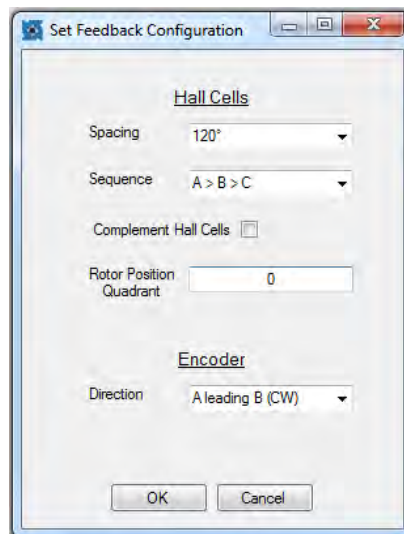 Set Feedback Configuration
Hall Cells
Spacing 120°
Sequence A > B > C
Complement Hall Cells
Rotor Position
Quadrant 0
Encoder
Direction A leading B (CW)
OK Cancel